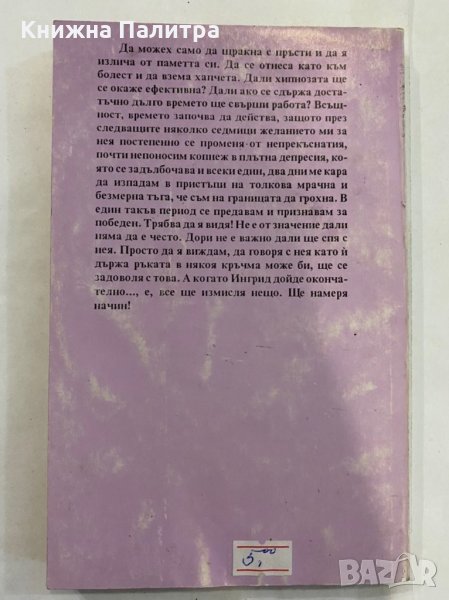 Книжна Палитра
Да можех само да щракна с пръсти и да я
излича от паметта си. Да се отнеса като към
болест и да взема хапчета. Дали хипнозата ще
се окаже ефективна? Дали ако се сдържа доста-
тъчно дълго времето ще свърши работа? Всъщ-
ност, времето започва да действа, защото през
следващите няколко седмици желанието ми за
нея постепенно се променя от непрекъснатия,
почти непоносим копнеж в плътна депресия, ко-
ято се задълбочава и всеки един, два дни ме кара
да изпадам в пристъпи на толкова мрачна и
безмерна тъга, че съм на границата да грохна. В
един такъв период се предавам и признавам за
победен. Трябва да я видя! Не е от значение дали
няма да е често. Дори не е важно дали ще спя с
нея. Просто да я виждам, да говоря с нея като ѝ
държа ръката в някоя кръчма може би, ще се
задоволя с това. А когато Ингрид дойде оконча-
телно..., е, все ще измисля нещо. Ще намеря
начин!
5,00
BAZAR